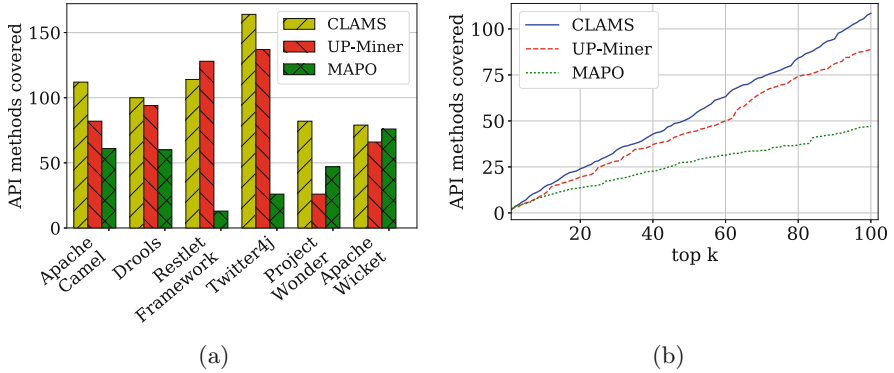 API methods covered
150
100
50
0
CLAMS
UP-Miner
MAPO
Apache
Camel
Drools
Restlet
Framework
Twitter4j
Project
Wonder
Apache
Wicket
(a)
API methods covered
100
75
50
25
0
CLAMS
UP-Miner
MAPO
20
40
60
80
100
top k
(b)